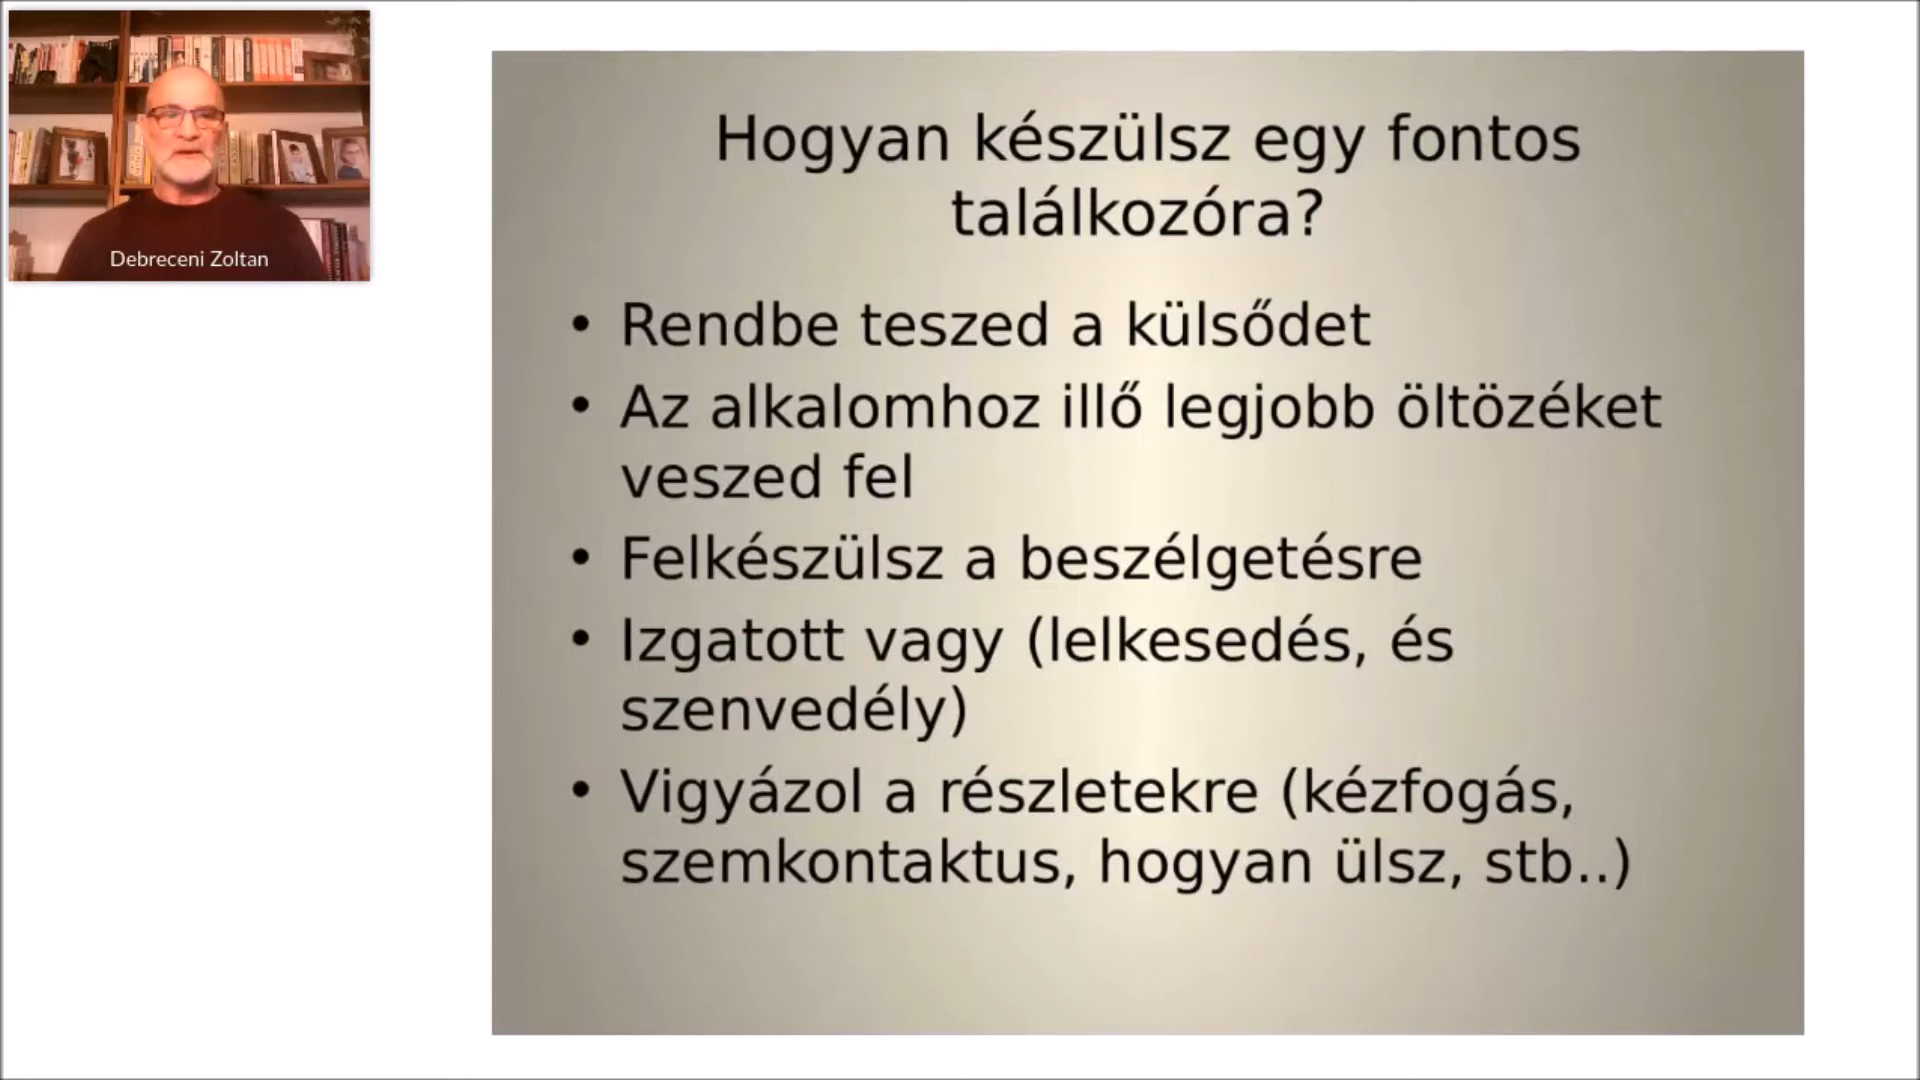 Debreceni Zoltan
Hogyan készülsz egy fontos
találkozóra?
• Rendbe teszed a külsődet
• Az alkalomhoz illő legjobb öltözéket
veszed fel
• Felkészülsz a beszélgetésre
• Izgatott vagy (lelkesedés, és
szenvedély)
• Vigyázol a részletekre (kézfogás,
szemkontaktus, hogyan ülsz, stb..)